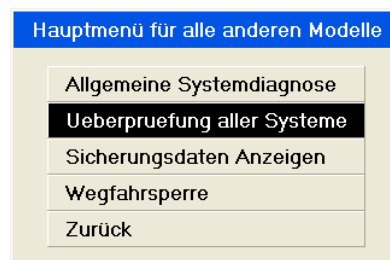 Hauptmenü für alle anderen Modelle
Allgemeine Systemdiagnose
Ueberpruefung aller Systeme
Sicherungsdaten Anzeigen
Wegfahrsperre
Zurück